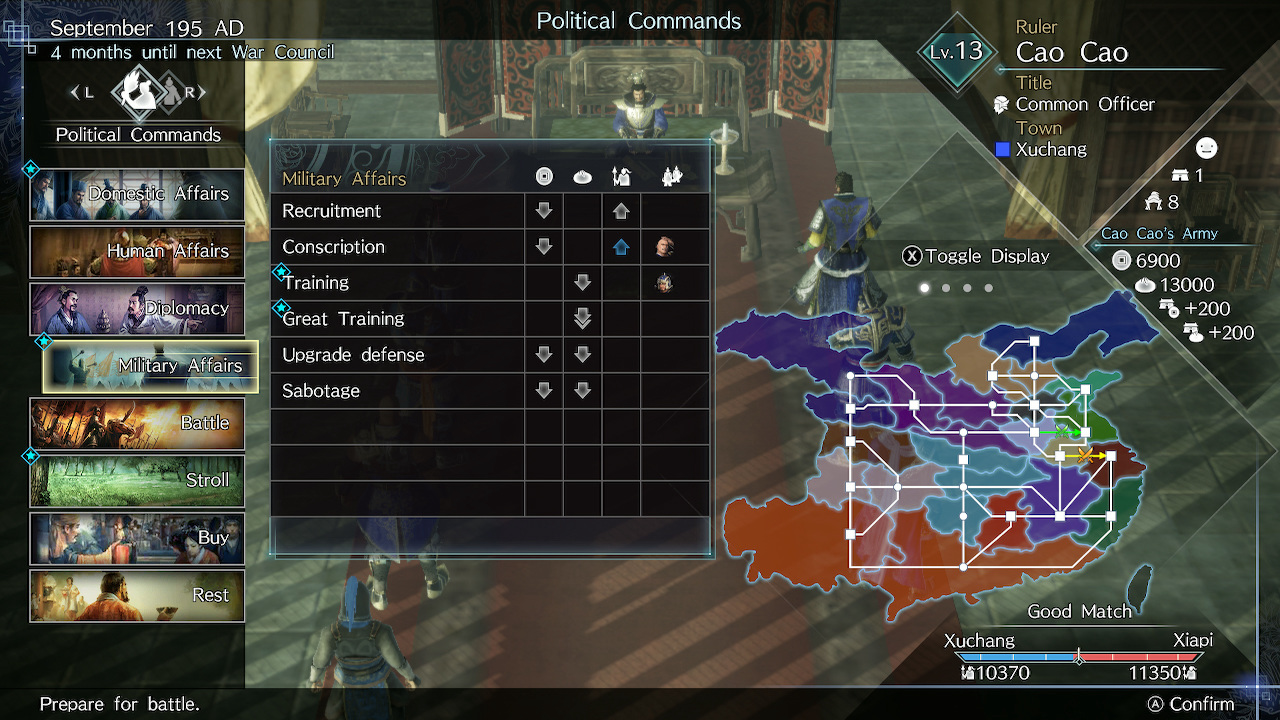 September 195 AD
4 months until next War Council
L
R
Political Commands
Political Commands
Domestic Affairs
Human Affairs
Diplomacy
Military Affairs
Battle
Stroll
Buy
Rest
Military Affairs
Recruitment
Conscription
Training
Great Training
Upgrade defense
Sabotage
Lv.13
Ruler
Cao Cao
Title
Common Officer
Town
Xuchang
1
8
Cao Cao's Army
6900
13000
+200
+200
X Toggle Display
Good Match
Xuchang
Xiapi
10370
11350
Prepare for battle.
A Confirm